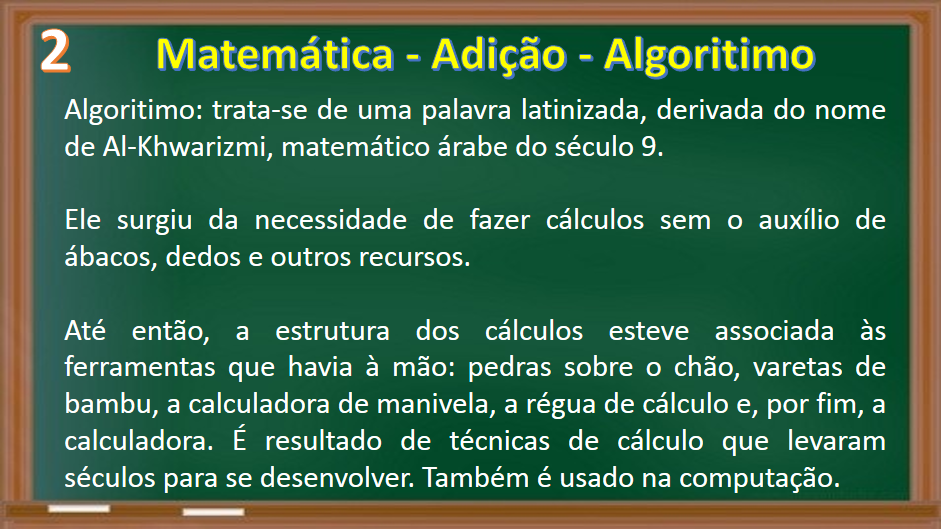 2
Matemática - Adição - Algoritimo
Algoritimo: trata-se de uma palavra latinizada, derivada do nome
de Al-Khwarizmi, matemático árabe do século 9.
Ele surgiu da necessidade de fazer cálculos sem o auxílio de
ábacos, dedos e outros recursos.
Até então, a estrutura dos cálculos esteve associada às
ferramentas que havia à mão: pedras sobre o chão, varetas de
bambu, a calculadora de manivela, a régua de cálculo e, por fim, a
calculadora. É resultado de técnicas de cálculo que levaram
séculos para se desenvolver. Também é usado na computação.